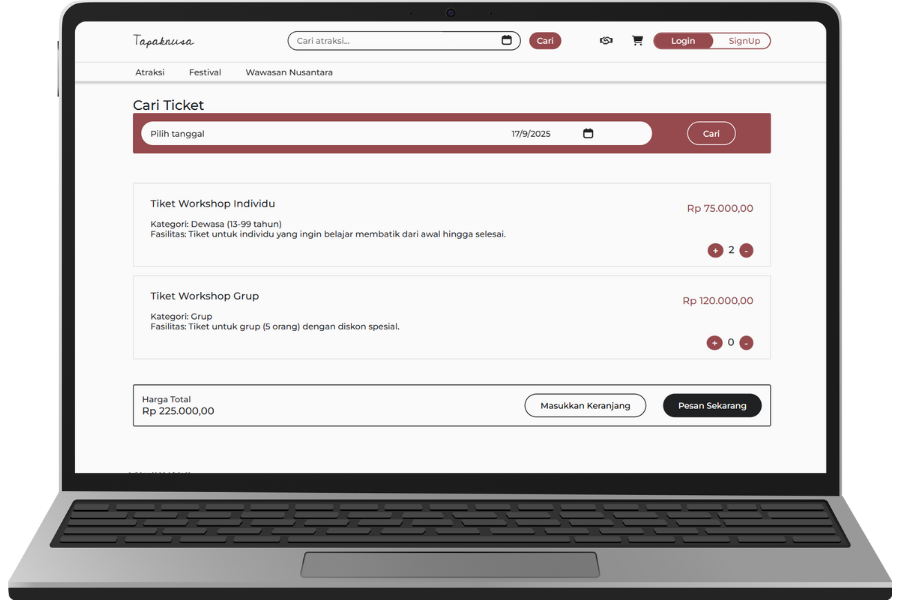 Tapaknusa
Cari atraksi...
Cari
Login
SignUp
Atraksi
Festival
Wawasan Nusantara
Cari Ticket
Pilih tanggal
17/9/2025
Cari
Tiket Workshop Individu
Rp 75.000,00
Kategori: Dewasa (13-99 tahun)
Fasilitas: Tiket untuk individu yang ingin belajar membatik dari awal hingga selesai.
+ 2 -
Tiket Workshop Grup
Rp 120.000,00
Kategori: Grup
Fasilitas: Tiket untuk grup (5 orang) dengan diskon spesial.
+ 0 -
Harga Total
Rp 225.000,00
Masukkan Keranjang
Pesan Sekarang